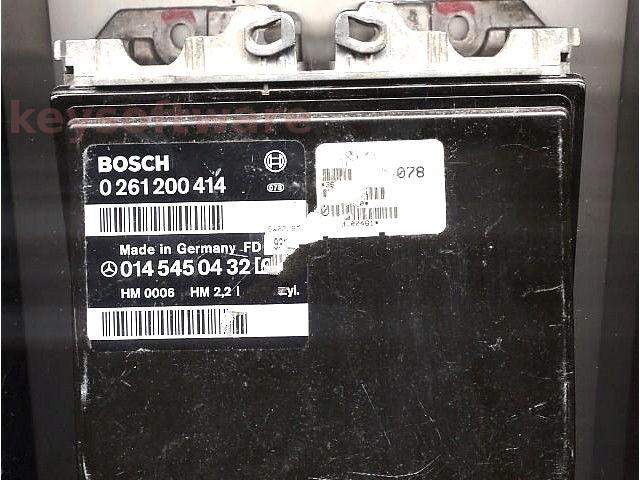 keysoftware
BOSCH
0 261 200 414
078
Made in Germany FD
014 545 04 32
HM 0006 HM 2,2 l
078